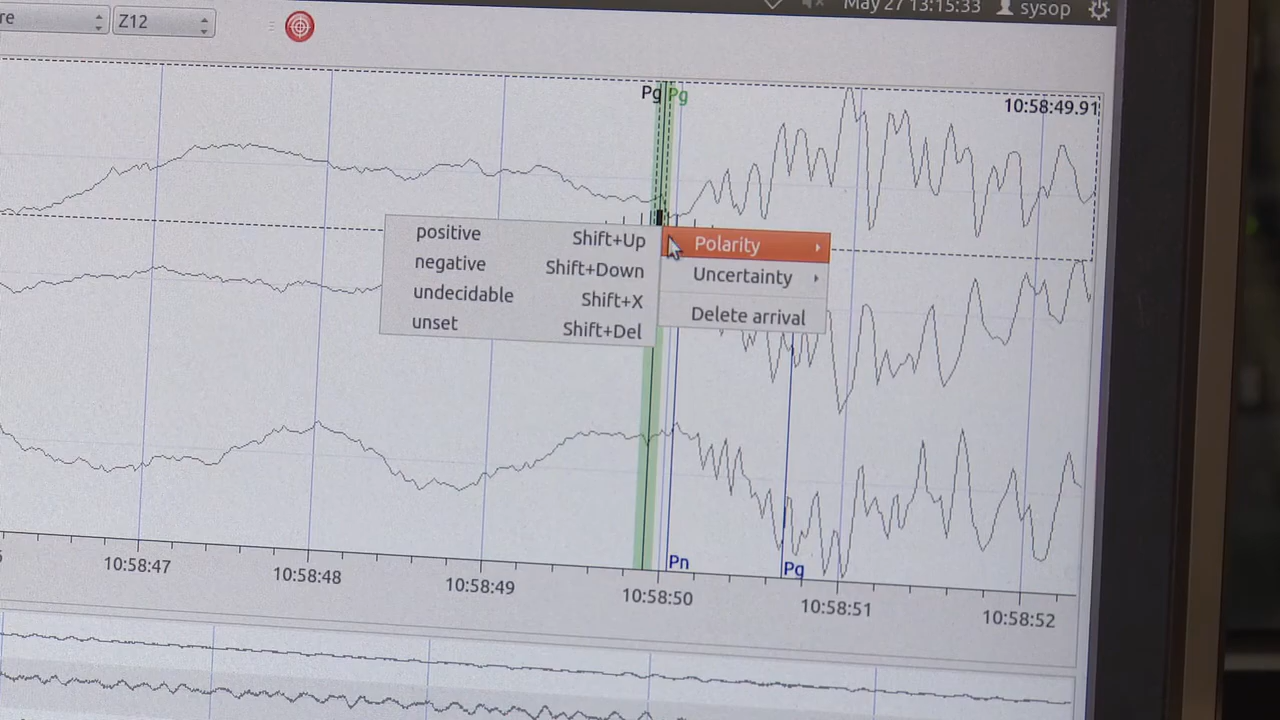 re Z12 May 27 13:15:33 sysop
Pg Pg 10:58:49.91
positive Shift+Up
negative Shift+Down
undecidable Shift+X
unset Shift+Del
Polarity
Uncertainty
Delete arrival
Pn Pg
10:58:47 10:58:48 10:58:49 10:58:50 10:58:51 10:58:52